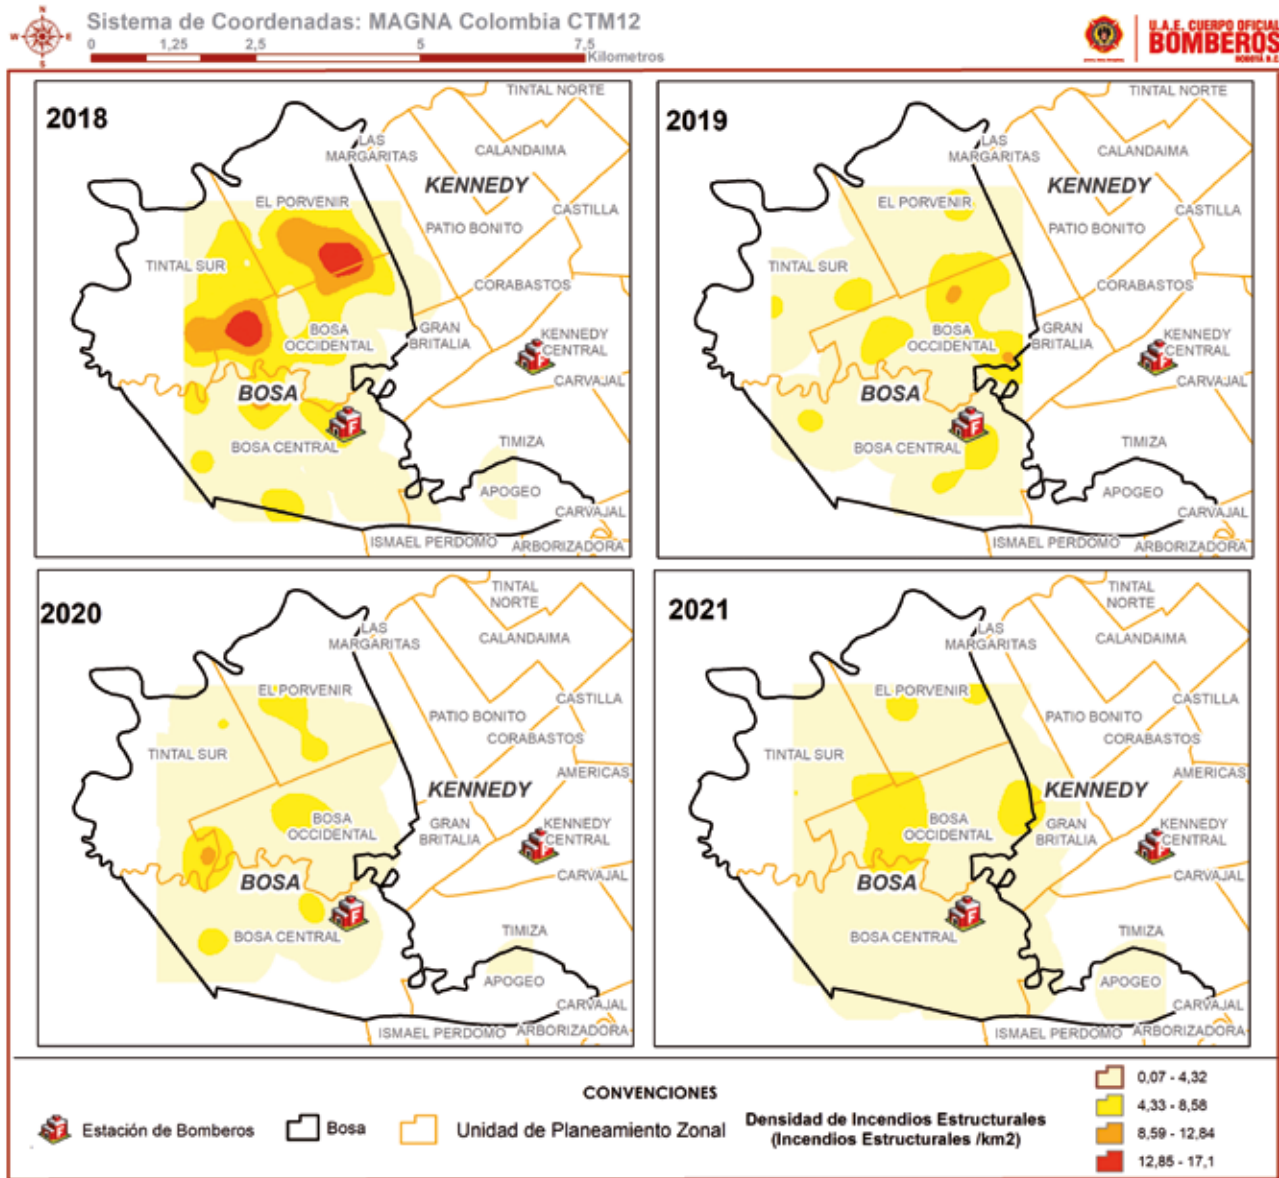 N
W
E
S
Sistema de Coordenadas: MAGNA Colombia CTM12
0 1,25 2,5 5 7,5
Kilometros
U.A.E. CUERPO OFICIAL
BOMBEROS
BOGOTÁ D.C.
2018
TINTAL NORTE
LAS
MARGARITAS
CALANDAIMA
KENNEDY
EL PORVENIR
CASTILLA
PATIO BONITO
TINTAL SUR
CORABASTOS
BOSA
OCCIDENTAL
GRAN
BRITALIA
KENNEDY
CENTRAL
F
CARVAJAL
BOSA
F
BOSA CENTRAL
TIMIZA
APOGEO
CARVAJAL
ISMAEL PERDOMO
ARBORIZADORA
2019
TINTAL NORTE
LAS
MARGARITAS
CALANDAIMA
KENNEDY
EL PORVENIR
CASTILLA
PATIO BONITO
TINTAL SUR
CORABASTOS
BOSA
OCCIDENTAL
GRAN
BRITALIA
KENNEDY
CENTRAL
F
CARVAJAL
BOSA
F
BOSA CENTRAL
TIMIZA
APOGEO
CARVAJAL
ISMAEL PERDOMO
ARBORIZADORA
2020
TINTAL
NORTE
LAS
MARGARITAS
CALANDAIMA
EL PORVENIR
CASTILLA
PATIO BONITO
CORABASTOS
TINTAL SUR
AMERICAS
KENNEDY
BOSA
OCCIDENTAL
GRAN
BRITALIA
KENNEDY
CENTRAL
F
CARVAJAL
BOSA
F
BOSA CENTRAL
TIMIZA
APOGEO
CARVAJAL
ISMAEL PERDOMO
ARBORIZADORA
2021
TINTAL
NORTE
LAS
MARGARITAS
CALANDAIMA
EL PORVENIR
CASTILLA
PATIO BONITO
CORABASTOS
TINTAL SUR
AMERICAS
KENNEDY
BOSA
OCCIDENTAL
GRAN
BRITALIA
KENNEDY
CENTRAL
F
CARVAJAL
BOSA
F
BOSA CENTRAL
TIMIZA
APOGEO
CARVAJAL
ISMAEL PERDOMO
ARBORIZADORA
CONVENCIONES
F
Estación de Bomberos
Bosa
Unidad de Planeamiento Zonal
Densidad de Incendios Estructurales
(Incendios Estructurales /km2)
0,07 - 4,32
4,33 - 8,58
8,59 - 12,84
12,85 - 17,1